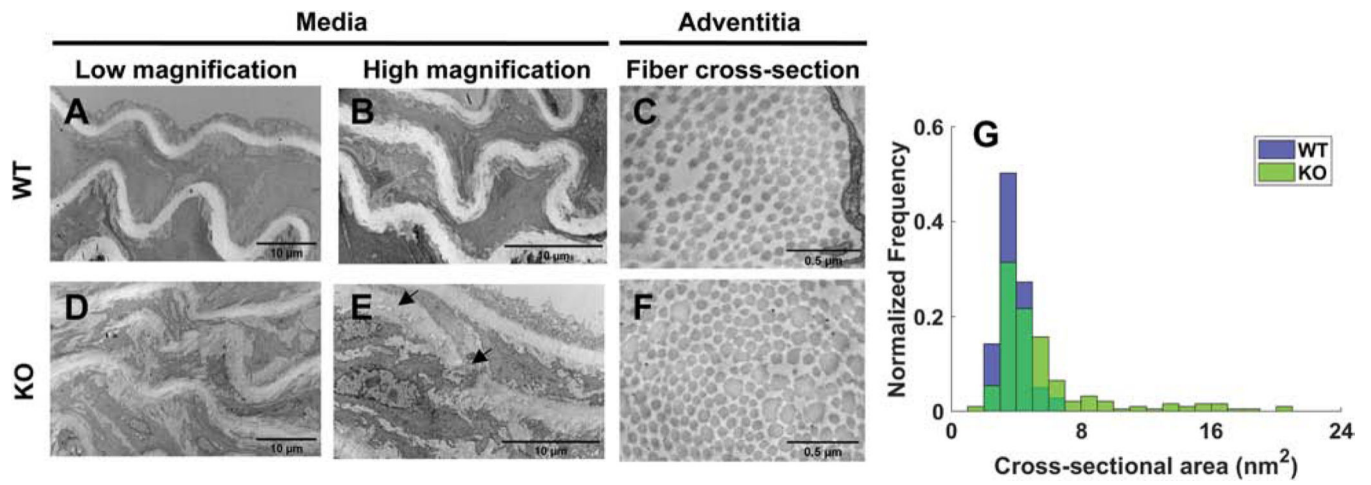 Media Adventitia
Low magnification High magnification Fiber cross-section
WT
A
10 µm
B
10 µm
C
0.5 µm
KO
D
10 µm
E
10 µm
F
0.5 µm
G
WT
KO
Normalized Frequency
0.6
0.4
0.2
0
0 8 16 24
Cross-sectional area (nm²)